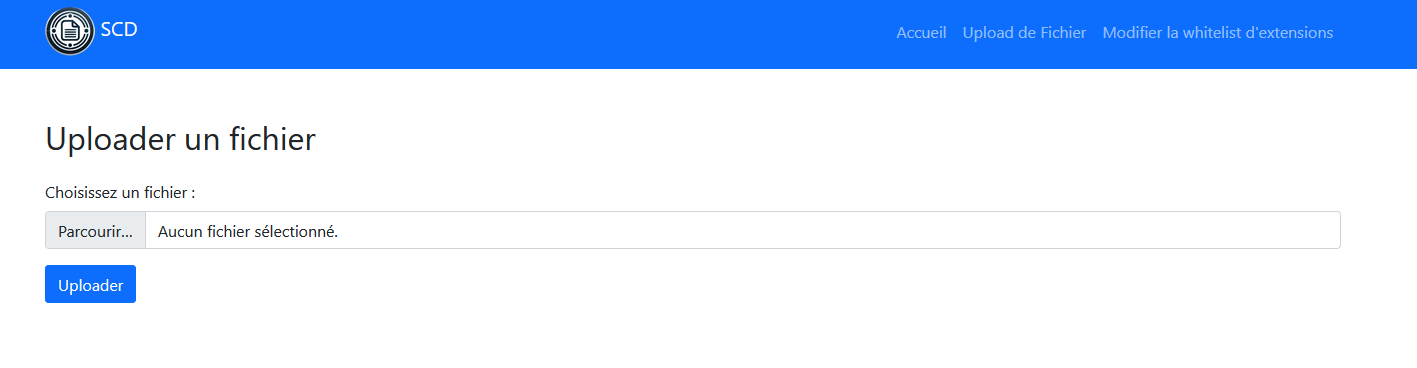 SCD
Accueil Upload de Fichier Modifier la whitelist d'extensions
Uploader un fichier
Choisissez un fichier :
Parcourir... Aucun fichier sélectionné.
Uploader